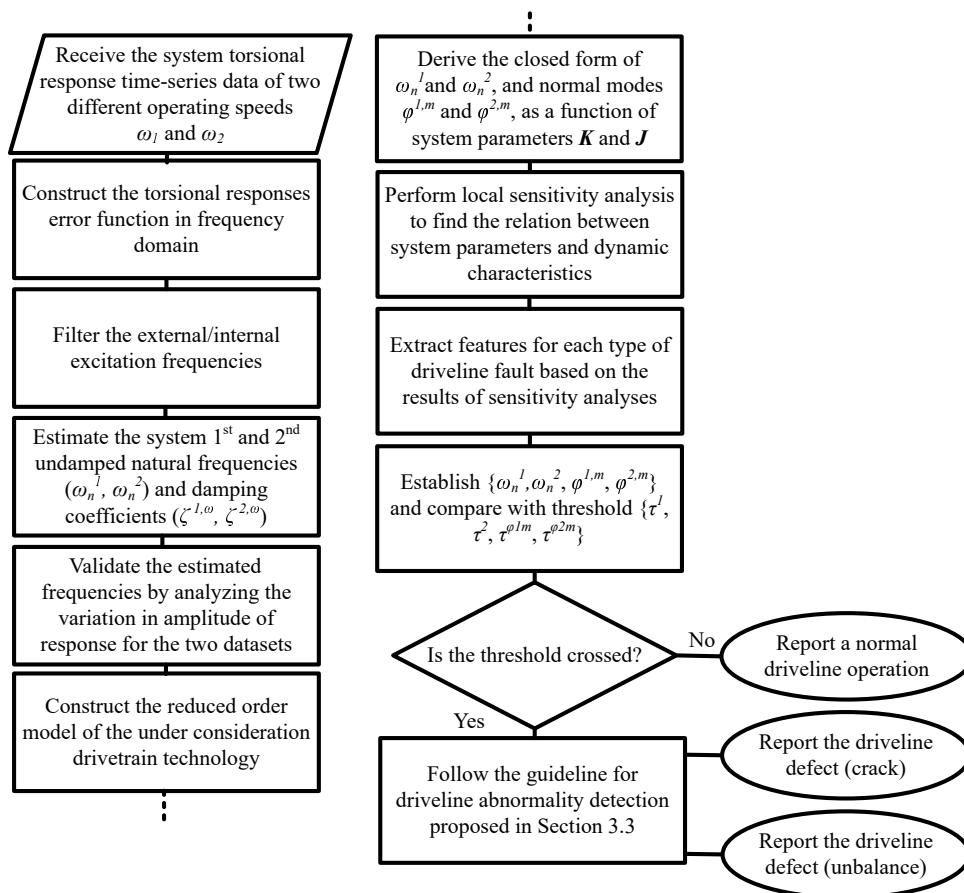 Receive the system torsional
response time-series data of two
different operating speeds
ω₁ and ω₂
Construct the torsional responses
error function in frequency
domain
Filter the external/internal
excitation frequencies
Estimate the system 1st and 2nd
undamped natural frequencies
(ωₙ¹, ωₙ²) and damping
coefficients (ζ^1,ω, ζ^2,ω)
Validate the estimated
frequencies by analyzing the
variation in amplitude of
response for the two datasets
Construct the reduced order
model of the under consideration
drivetrain technology
Derive the closed form of
ωₙ¹ and ωₙ², and normal modes
φ^1,m and φ^2,m, as a function of
system parameters K and J
Perform local sensitivity analysis
to find the relation between
system parameters and dynamic
characteristics
Extract features for each type of
driveline fault based on the
results of sensitivity analyses
Establish {ωₙ¹,ωₙ², φ^1,m, φ^2,m}
and compare with threshold {τ¹,
τ², τ^φ1m, τ^φ2m}
Is the threshold crossed?
No
Report a normal
driveline operation
Yes
Follow the guideline for
driveline abnormality detection
proposed in Section 3.3
Report the driveline
defect (crack)
Report the driveline
defect (unbalance)